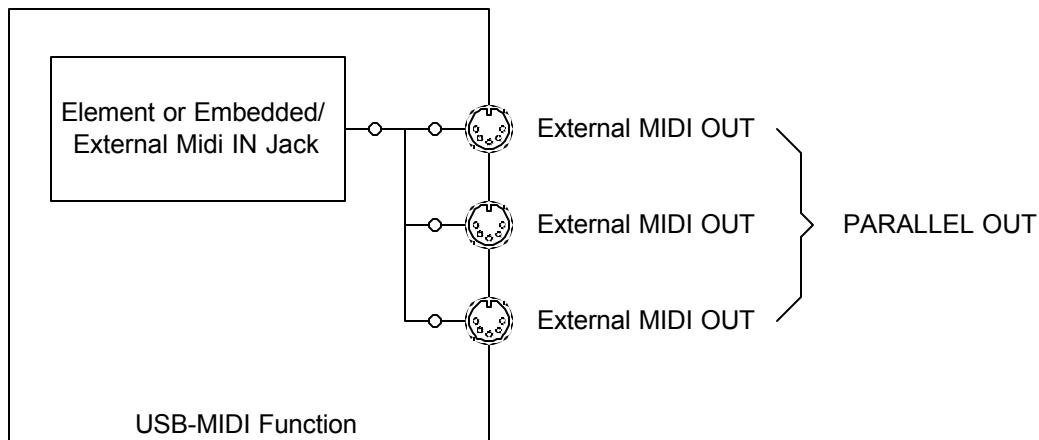 Element or Embedded/
External Midi IN Jack
External MIDI OUT
External MIDI OUT
PARALLEL OUT
External MIDI OUT
USB-MIDI Function